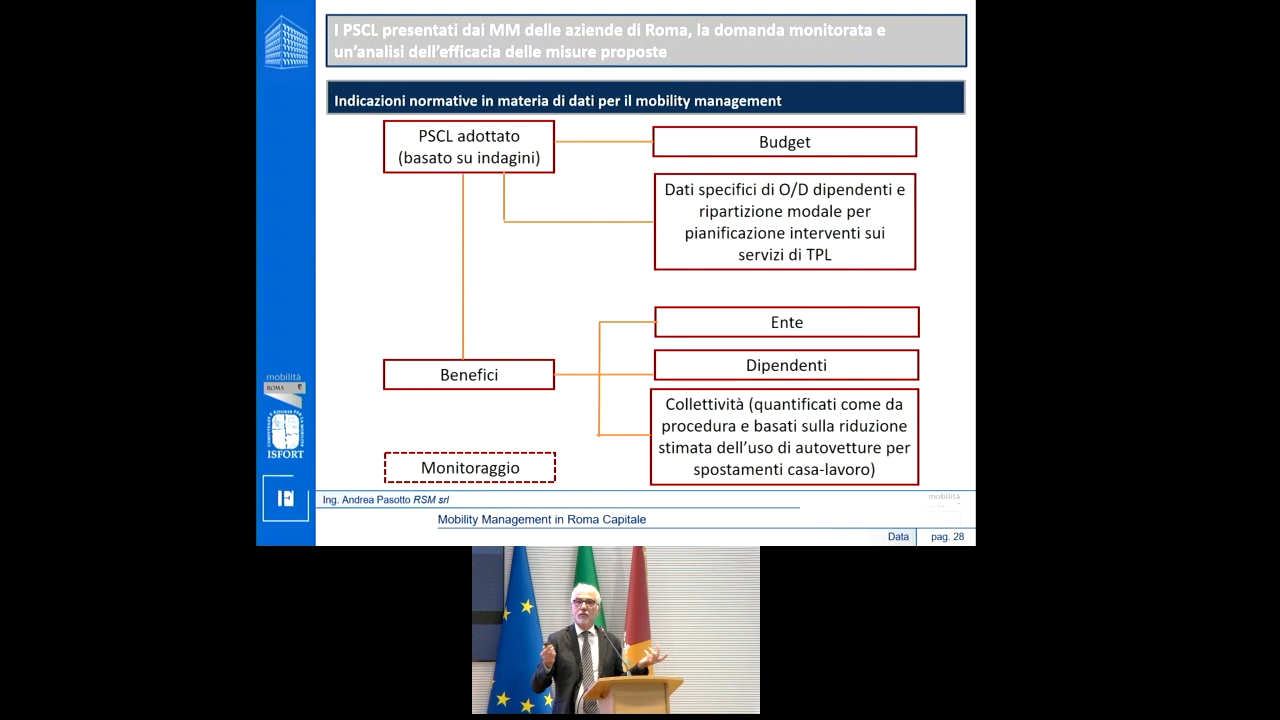 I PSCL presentati dai MM delle aziende di Roma, la domanda monitorata e
un'analisi dell'efficacia delle misure proposte
Indicazioni normative in materia di dati per il mobility management
PSCL adottato
(basato su indagini)
Budget
Dati specifici di O/D dipendenti e
ripartizione modale per
pianificazione interventi sui
servizi di TPL
Ente
Benefici
Dipendenti
Collettività (quantificati come da
procedura e basati sulla riduzione
stimata dell'uso di autovetture per
spostamenti casa-lavoro)
Monitoraggio
mobilità
ROMA
ISFORT
Ing. Andrea Pasotto RSM srl
mobilità
Mobility Management in Roma Capitale
Data
pag. 28